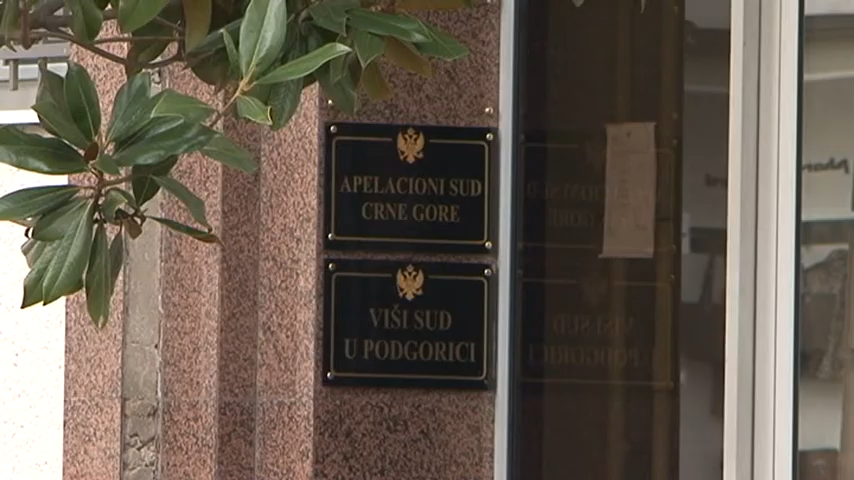 APELACIONI SUD
CRNE GORE
VIŠI SUD
U PODGORICI